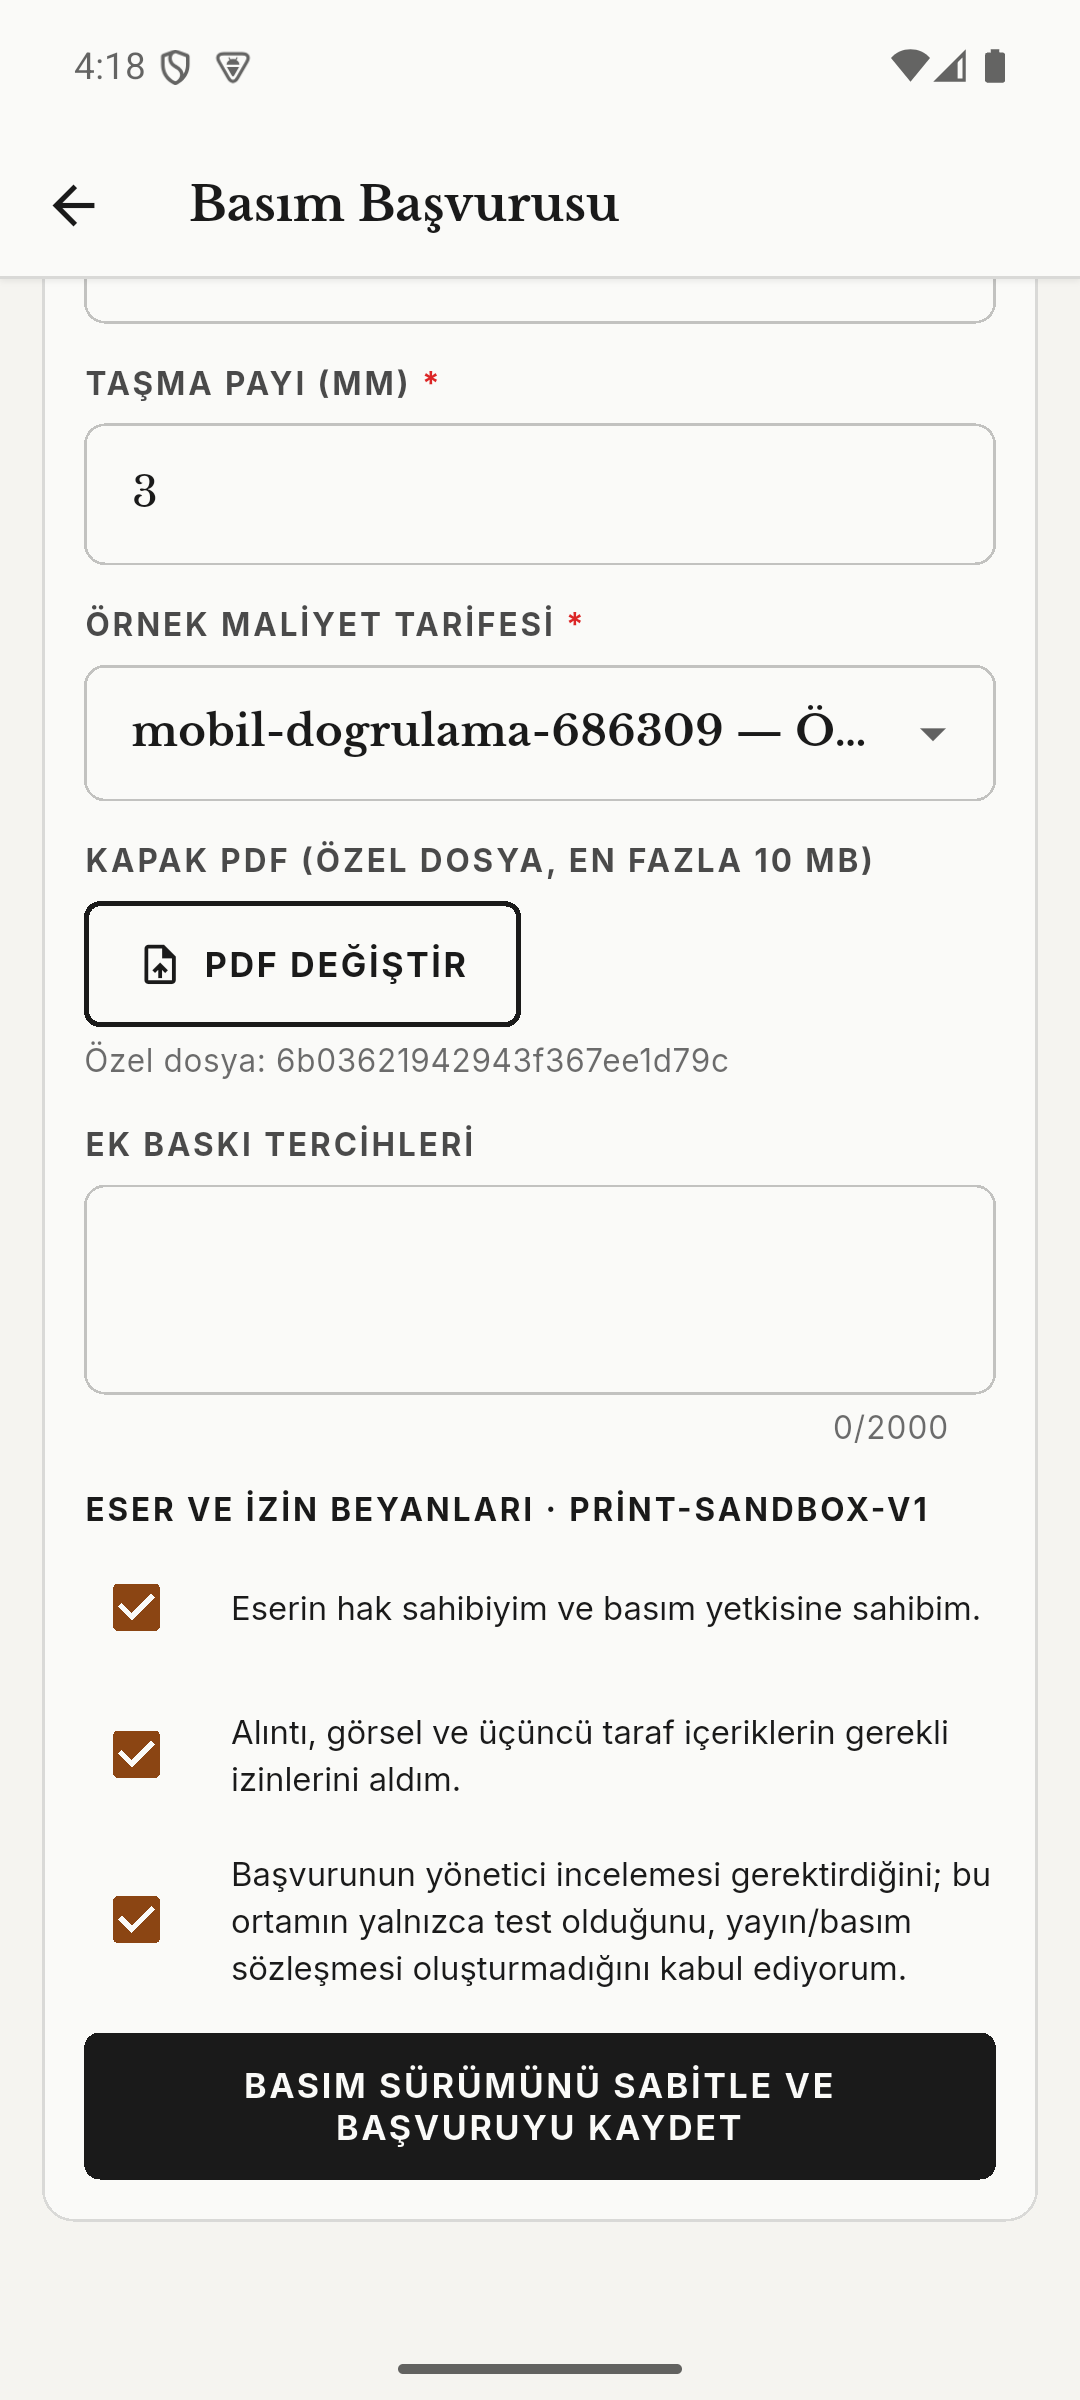 4:18
Basım Başvurusu
TAŞMA PAYI (MM) *
3
ÖRNEK MALİYET TARİFESİ *
mobil-dogrulama-686309 — Ö...
KAPAK PDF (ÖZEL DOSYA, EN FAZLA 10 MB)
PDF DEĞİŞTİR
Özel dosya: 6b03621942943f367ee1d79c
EK BASKI TERCİHLERİ
0/2000
ESER VE İZİN BEYANLARI · PRİNT-SANDBOX-V1
Eserin hak sahibiyim ve basım yetkisine sahibim.
Alıntı, görsel ve üçüncü taraf içeriklerin gerekli
izinlerini aldım.
Başvurunun yönetici incelemesi gerektirdiğini; bu
ortamın yalnızca test olduğunu, yayın/basım
sözleşmesi oluşturmadığını kabul ediyorum.
BASIM SÜRÜMÜNÜ SABİTLE VE
BAŞVURUYU KAYDET